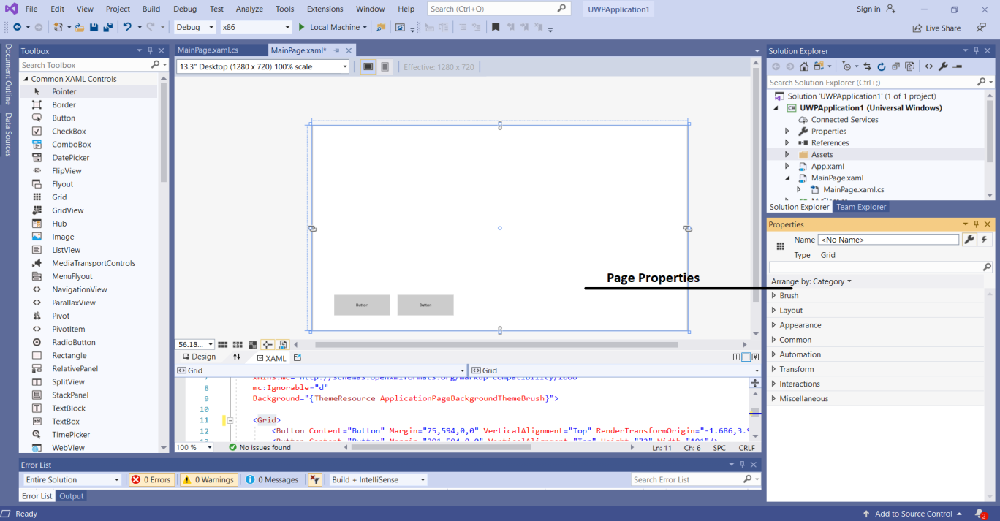 File Edit View Project Build Debug Test Analyze Tools Extensions Window Help Search (Ctrl+Q) UWPApplication1 Sign in
Debug x86 Local Machine Live Share
Document Outline
Data Sources
Toolbox
Search Toolbox
Common XAML Controls
Pointer
Border
Button
CheckBox
ComboBox
DatePicker
FlipView
Flyout
Grid
GridView
Hub
Image
ListView
MediaTransportControls
MenuFlyout
NavigationView
ParallaxView
Pivot
PivotItem
RadioButton
Rectangle
RelativePanel
SplitView
StackPanel
TextBlock
TextBox
TimePicker
WebView
MainPage.xaml.cs MainPage.xaml*
13.3" Desktop (1280 x 720) 100% scale Effective: 1280 x 720
Button Button
Page Properties
56.18...
Design XAML
Grid Grid
7 xmlns:mc="http://schemas.openxmlformats.org/markup-compatibility/2006"
8 mc:Ignorable="d"
9 Background="{ThemeResource ApplicationPageBackgroundThemeBrush}">
10
11 <Grid>
12 <Button Content="Button" Margin="75,594,0,0" VerticalAlignment="Top" RenderTransformOrigin="-1.686,3.9
13 <Button Content="Button" Margin="291,594,0,0" VerticalAlignment="Top" Height="72" Width="191"/>
100 % No issues found Ln: 11 Ch: 6 SPC CRLF
Solution Explorer
Search Solution Explorer (Ctrl+;)
Solution 'UWPApplication1' (1 of 1 project)
UWPApplication1 (Universal Windows)
Connected Services
Properties
References
Assets
App.xaml
MainPage.xaml
MainPage.xaml.cs
MyClass.cs
Solution Explorer Team Explorer
Properties
Name <No Name>
Type Grid
Arrange by: Category
Brush
Layout
Appearance
Common
Automation
Transform
Interactions
Miscellaneous
Error List
Entire Solution 0 Errors 0 Warnings 0 Messages Build + IntelliSense Search Error List
Error List Output
Ready Add to Source Control 2